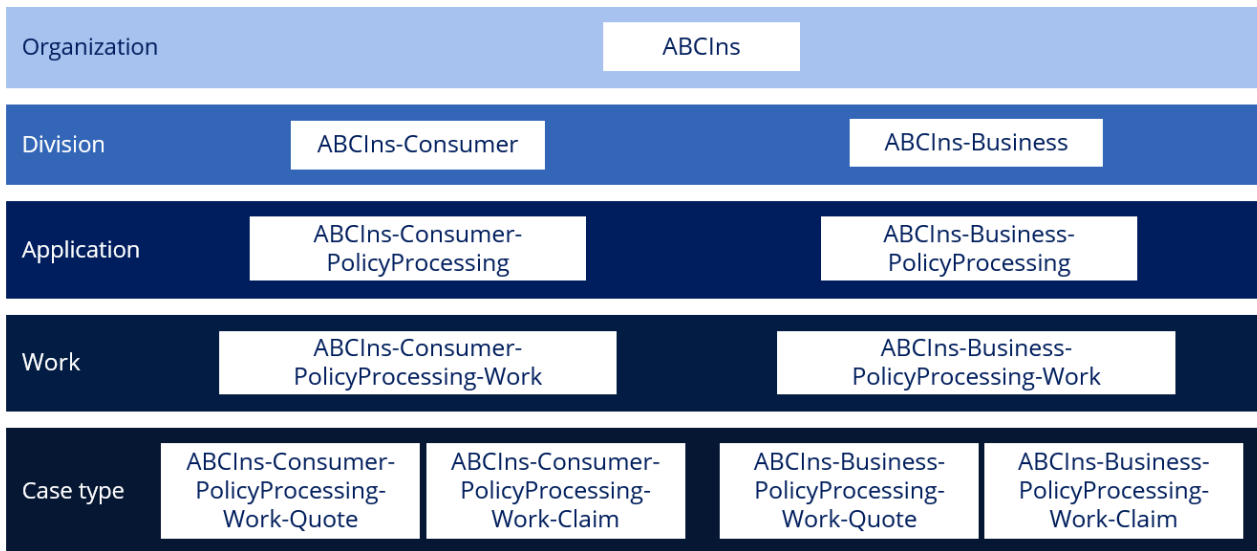 Organization
ABCIns
Division
ABCIns-Consumer
ABCIns-Business
Application
ABCIns-Consumer-
PolicyProcessing
ABCIns-Business-
PolicyProcessing
Work
ABCIns-Consumer-
PolicyProcessing-Work
ABCIns-Business-
PolicyProcessing-Work
Case type
ABCIns-Consumer-
PolicyProcessing-
Work-Quote
ABCIns-Consumer-
PolicyProcessing-
Work-Claim
ABCIns-Business-
PolicyProcessing-
Work-Quote
ABCIns-Business-
PolicyProcessing-
Work-Claim